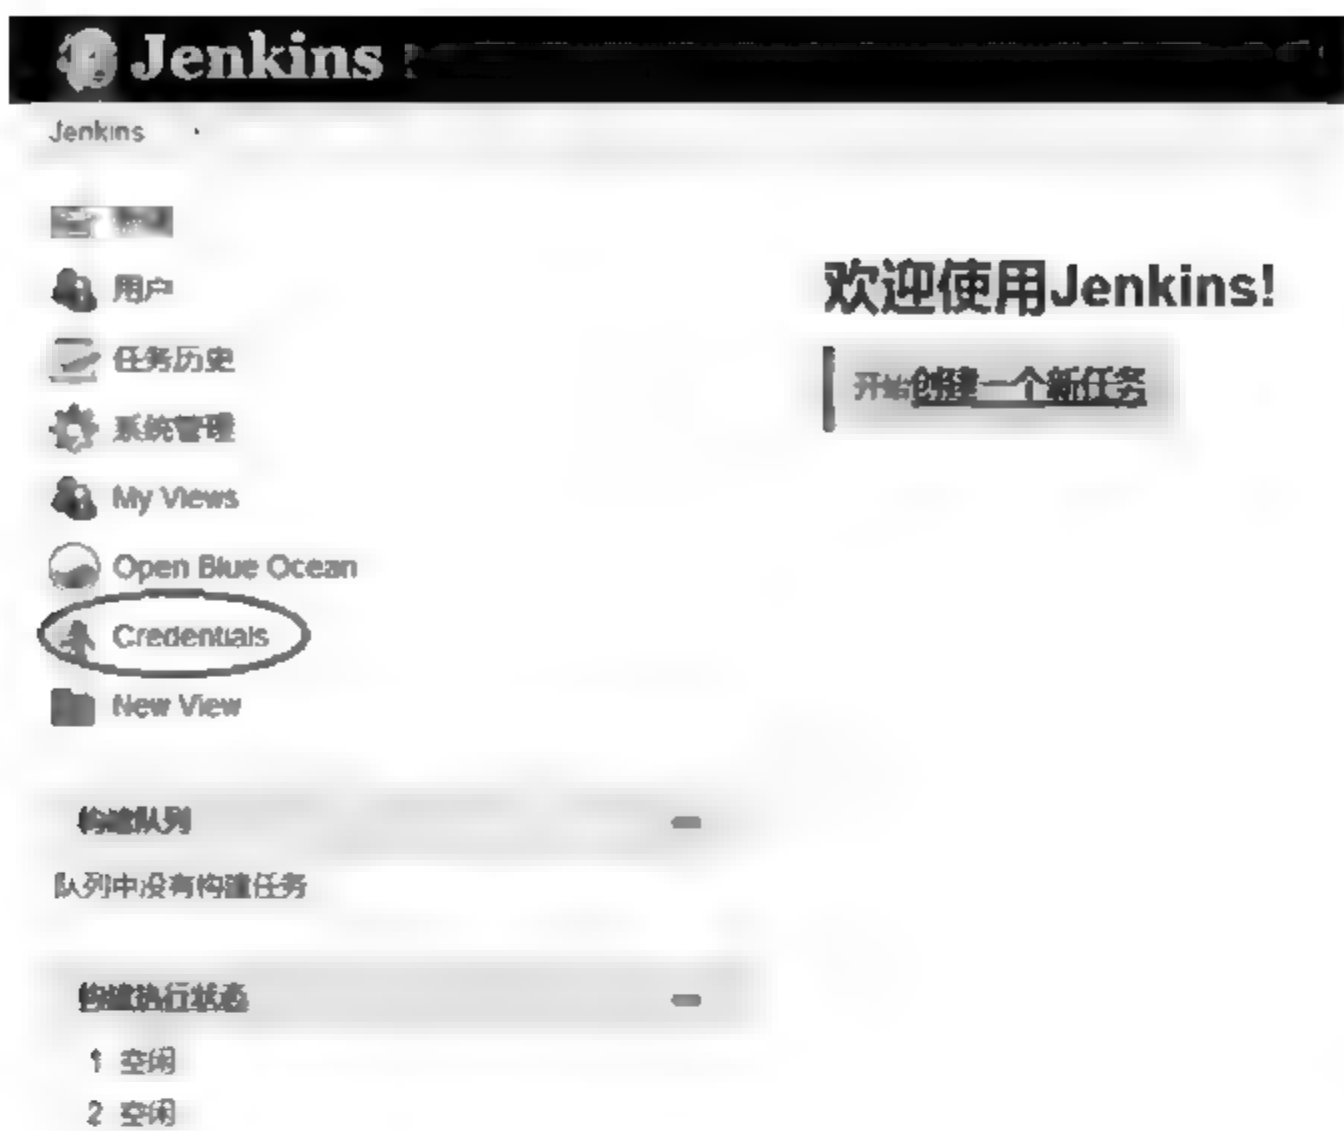 Jenkins
Jenkins
用户
任务历史
系统管理
My Views
Open Blue Ocean
Credentials
New View
构建队列
队列中没有构建任务
构建执行状态
1 空闲
2 空闲
欢迎使用Jenkins!
开始创建一个新任务